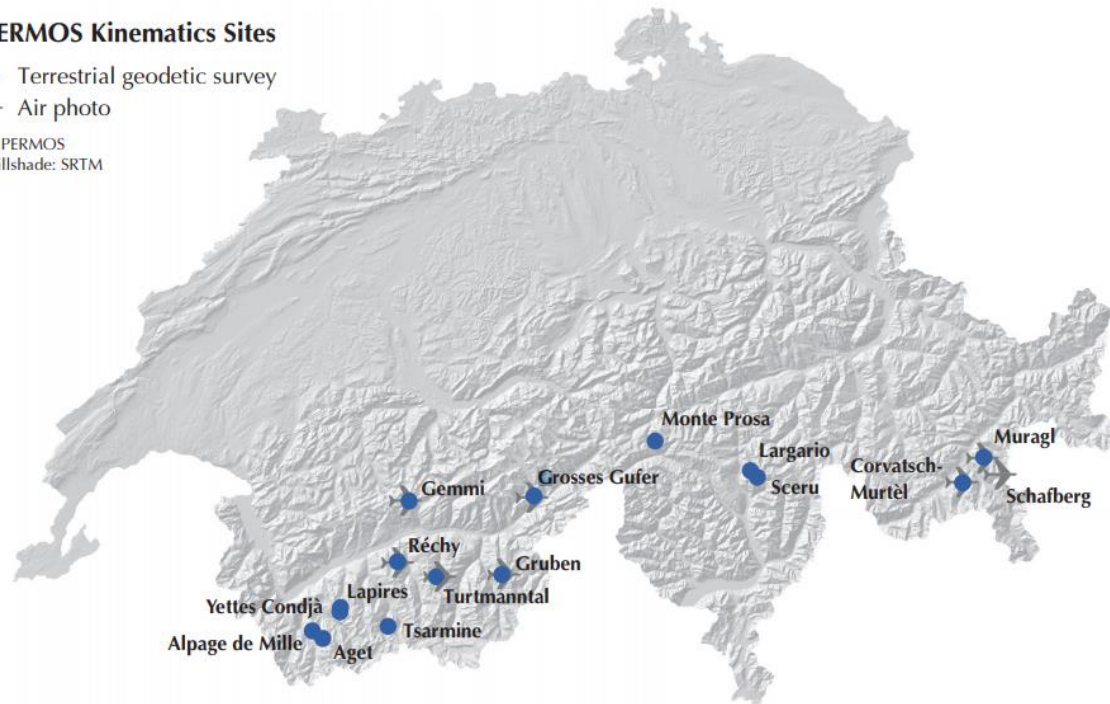 ERMOS Kinematics Sites
Terrestrial geodetic survey
Air photo
PERMOS
illshade: SRTM
Monte Prosa
Largario
Sceru
Muragl
Corvatsch-
Murtèl
Schafberg
Gemmi
Grosses Gufer
Réchy
Gruben
Turtmanntal
Lapires
Yettes Condjà
Alpage de Mille
Aget
Tsarmine